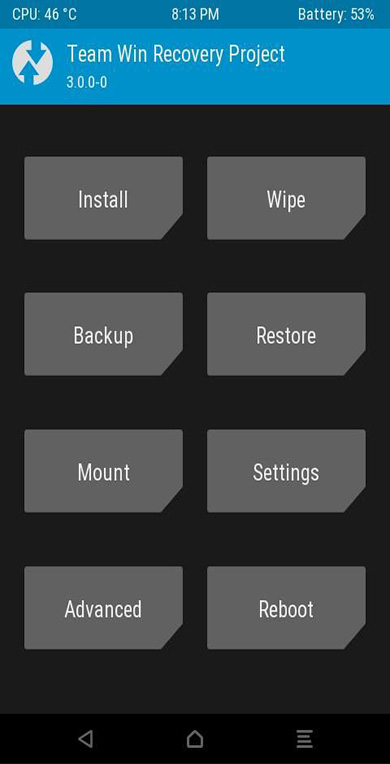 CPU: 46 °C 8:13 PM Battery: 53%
Team Win Recovery Project
3.0.0-0
Install Wipe
Backup Restore
Mount Settings
Advanced Reboot